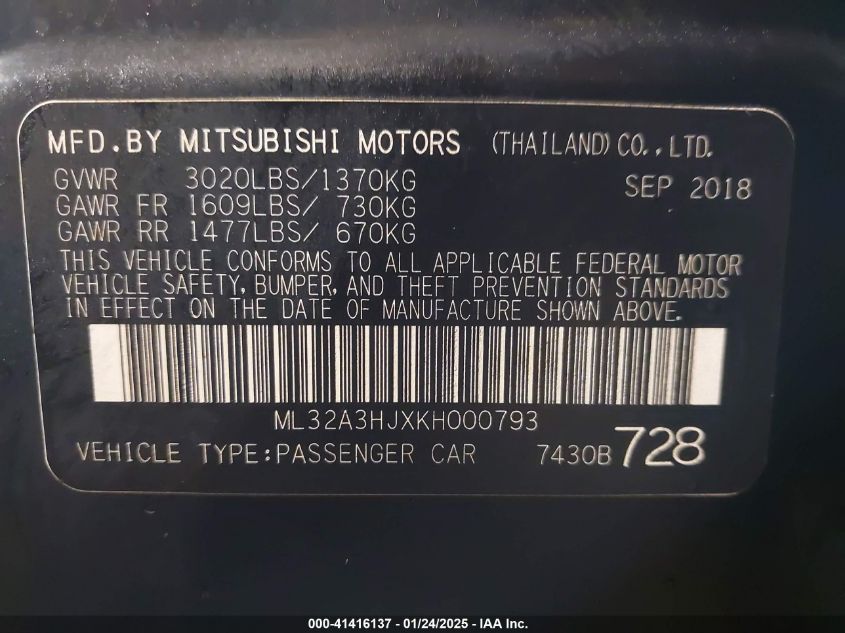 MFD.BY MITSUBISHI MOTORS (THAILAND) CO.,LTD.
GVWR 3020LBS/1370KG SEP 2018
GAWR FR 1609LBS/ 730KG
GAWR RR 1477LBS/ 670KG
THIS VEHICLE CONFORMS TO ALL APPLICABLE FEDERAL MOTOR
VEHICLE SAFETY, BUMPER, AND THEFT PREVENTION STANDARDS
IN EFFECT ON THE DATE OF MANUFACTURE SHOWN ABOVE.
ML32A3HJXKH000793
VEHICLE TYPE:PASSENGER CAR 7430B 728
000-41416137 - 01/24/2025 - IAA Inc.